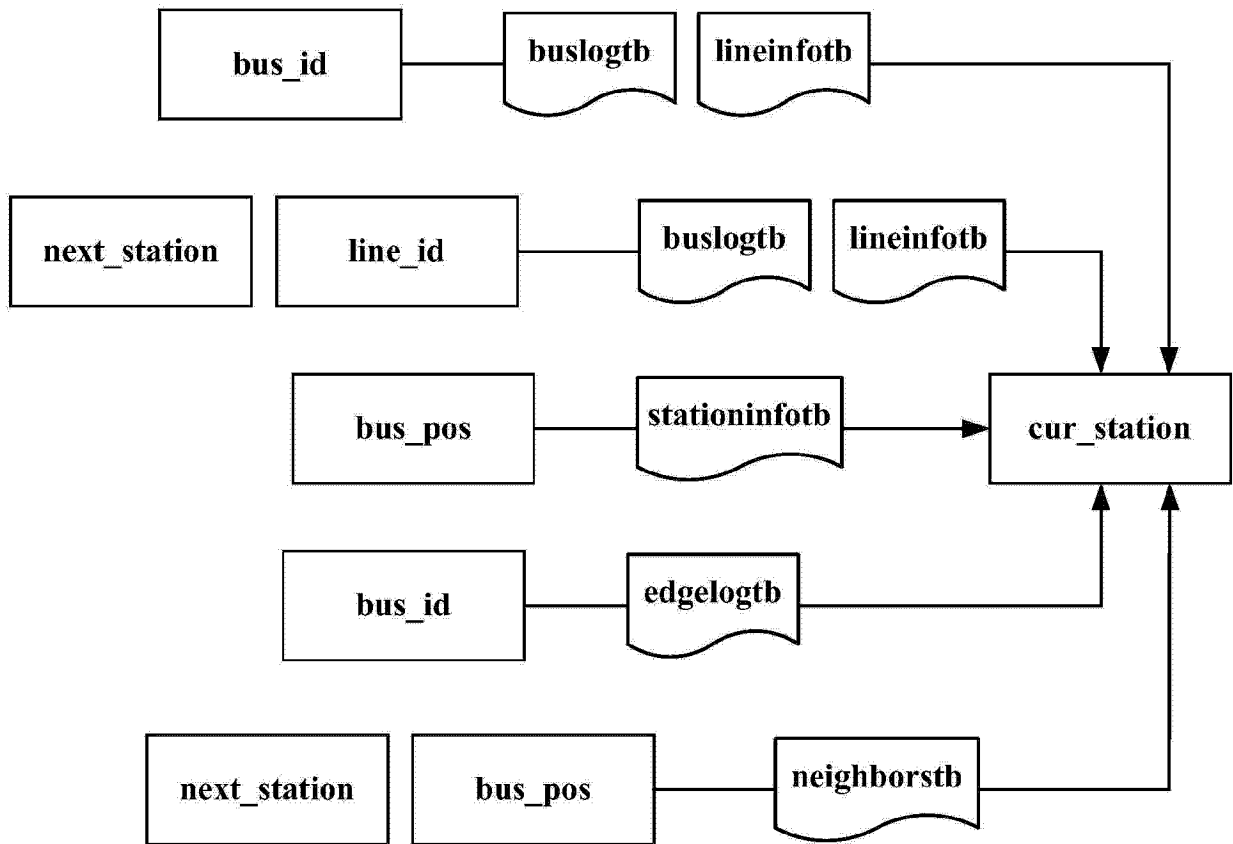 bus_id
buslogtb
lineinfotb
next_station
line_id
buslogtb
lineinfotb
bus_pos
stationinfotb
cur_station
bus_id
edgelogtb
next_station
bus_pos
neighborstb